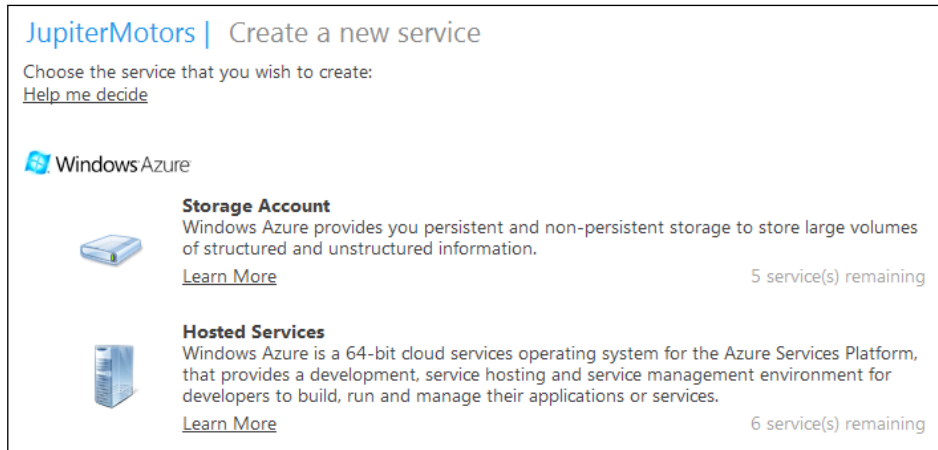 JupiterMotors | Create a new service
Choose the service that you wish to create:
Help me decide
Windows Azure
Storage Account
Windows Azure provides you persistent and non-persistent storage to store large volumes
of structured and unstructured information.
Learn More 5 service(s) remaining
Hosted Services
Windows Azure is a 64-bit cloud services operating system for the Azure Services Platform,
that provides a development, service hosting and service management environment for
developers to build, run and manage their applications or services.
Learn More 6 service(s) remaining